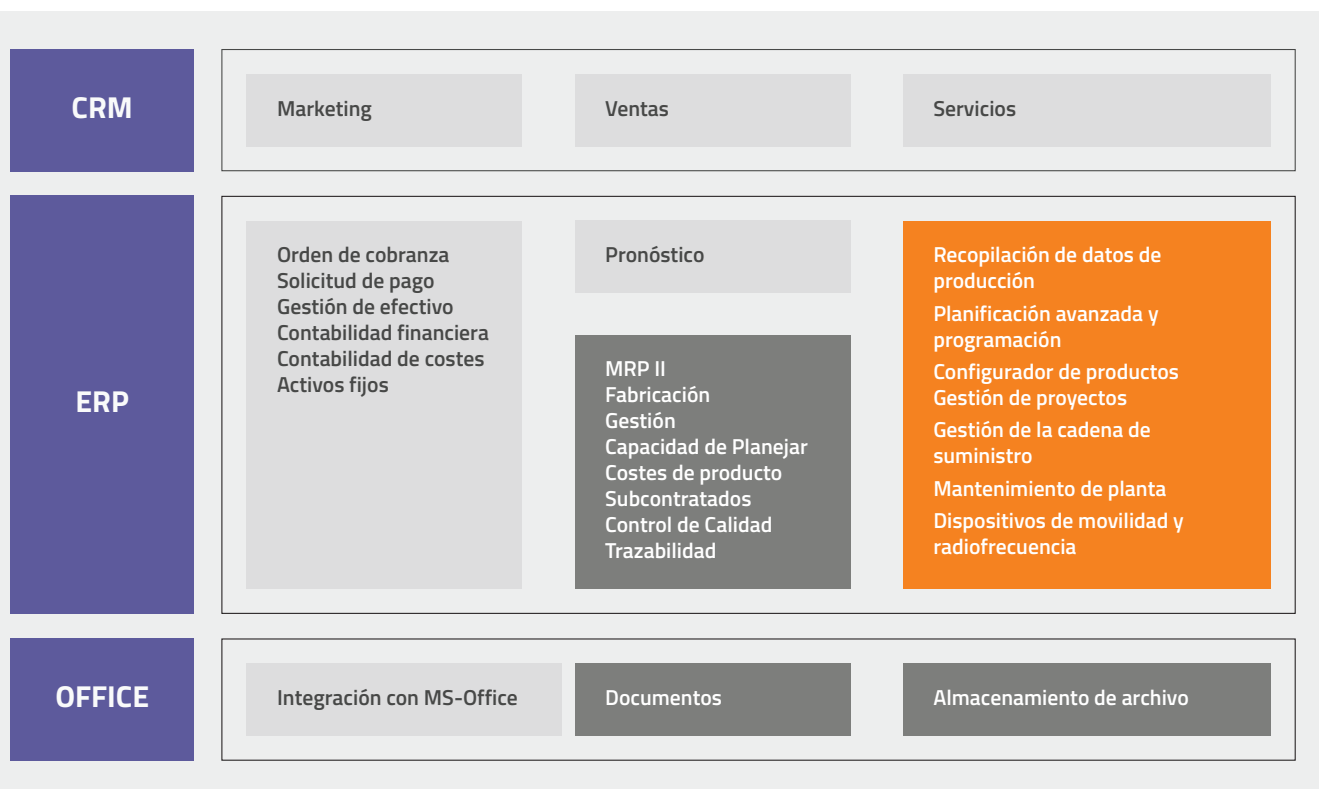 CRM
Marketing
Ventas
Servicios
ERP
Orden de cobranza
Solicitud de pago
Gestión de efectivo
Contabilidad financiera
Contabilidad de costes
Activos fijos
Pronóstico
MRP II
Fabricación
Gestión
Capacidad de Planejar
Costes de producto
Subcontratados
Control de Calidad
Trazabilidad
Recopilación de datos de
producción
Planificación avanzada y
programación
Configurador de productos
Gestión de proyectos
Gestión de la cadena de
suministro
Mantenimiento de planta
Dispositivos de movilidad y
radiofrecuencia
OFFICE
Integración con MS-Office
Documentos
Almacenamiento de archivo